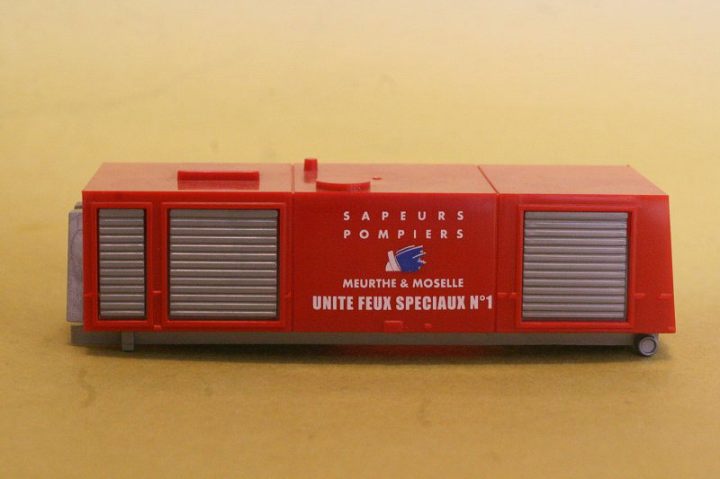 SAPEURS
POMPIERS
MEURTHE & MOSELLE
UNITE FEUX SPECIAUX N°1